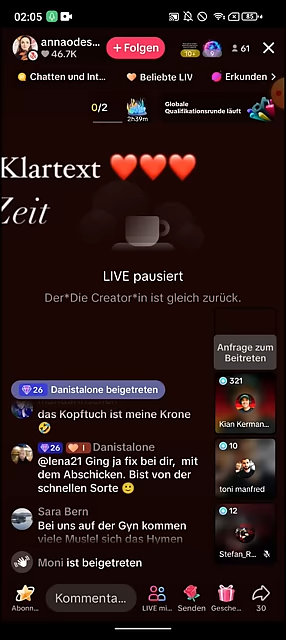 02:05
85
annaodes...
46.7K
+ Folgen
10+
61
Chatten und Int...
Beliebte LIV
Erkunden >
0/2
2h39m
Globale
Qualifikationsrunde läuft
Klartext ❤️❤️❤️
Zeit
LIVE pausiert
Der*Die Creator*in ist gleich zurück.
Anfrage zum
Beitreten
321
Kian Kerman...
10
toni manfred
12
Stefan_R...
26 Danistalone beigetreten
das Kopftuch ist meine Krone
🤣
26 I Danistalone
@lena21 Ging ja fix bei dir, mit
dem Abschicken. Bist von der
schnellen Sorte 🙂
Sara Bern
Bei uns auf der Gyn kommen
viele Muslel sich das Hymen
Moni ist beigetreten
Abonn...
Kommenta...
LIVE mi...
Senden
Gesche...
30